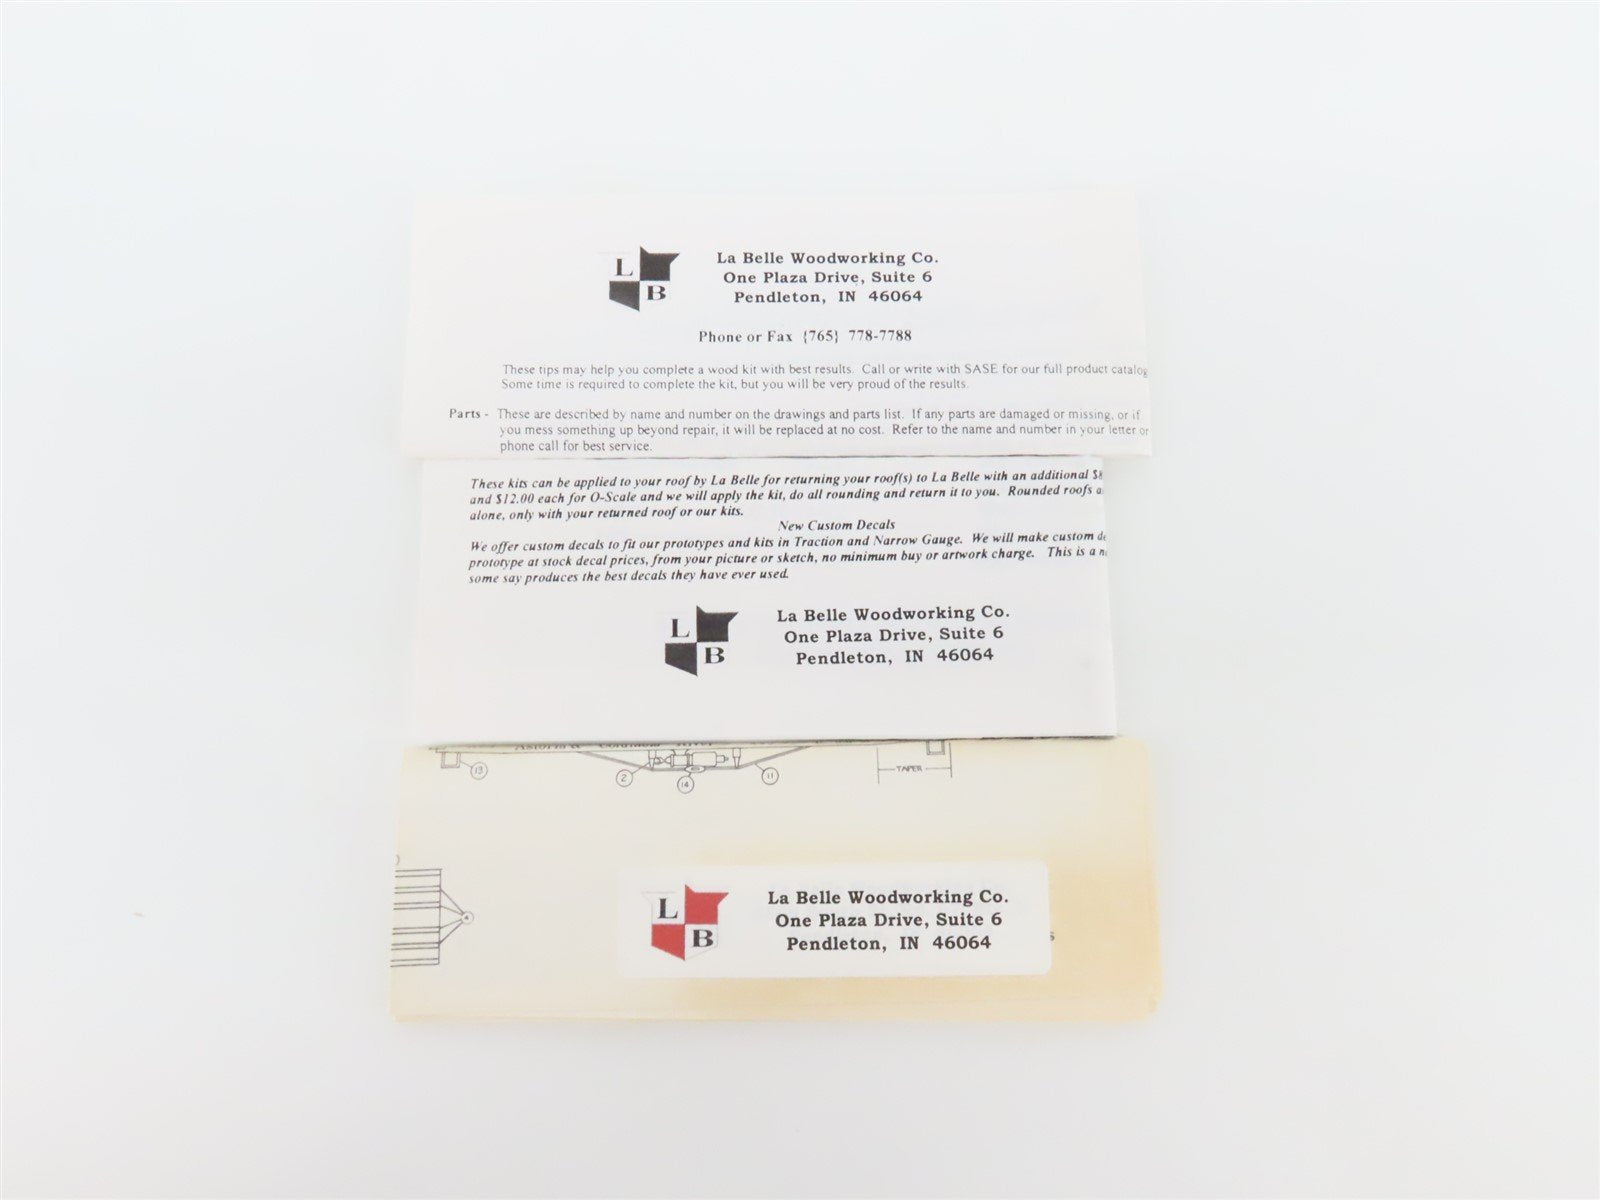 L
B
La Belle Woodworking Co.
One Plaza Drive, Suite 6
Pendleton, IN 46064
Phone or Fax {765} 778-7788
These tips may help you complete a wood kit with best results. Call or write with SASE for our full product catalog
Some time is required to complete the kit, but you will be very proud of the results.
Parts - These are described by name and number on the drawings and parts list. If any parts are damaged or missing, or if
you mess something up beyond repair, it will be replaced at no cost. Refer to the name and number in your letter or
phone call for best service.
These kits can be applied to your roof by La Belle for returning your roof(s) to La Belle with an additional
and $12.00 each for O-Scale and we will apply the kit, do all rounding and return it to you. Rounded roofs
alone, only with your returned roof or our kits.
New Custom Decals
We offer custom decals to fit our prototypes and kits in Traction and Narrow Gauge. We will make custom
prototype at stock decal prices, from your picture or sketch, no minimum buy or artwork charge. This is a
some say produces the best decals they have ever used.
L
B
La Belle Woodworking Co.
One Plaza Drive, Suite 6
Pendleton, IN 46064
13
2
14
11
TAPER
4
L
B
La Belle Woodworking Co.
One Plaza Drive, Suite 6
Pendleton, IN 46064
s